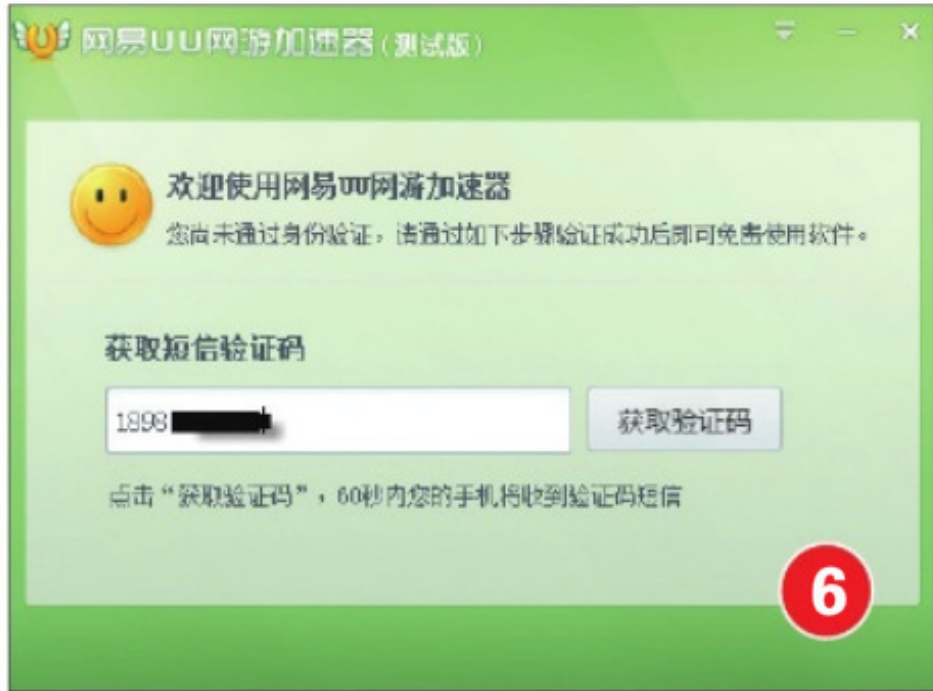 网易UU网游加速器(测试版)
欢迎使用网易UU网游加速器
您尚未通过身份验证，请通过如下步骤验证成功后即可免费使用软件。
获取短信验证码
1898
获取验证码
点击“获取验证码”，60秒内您的手机将收到验证码短信
6